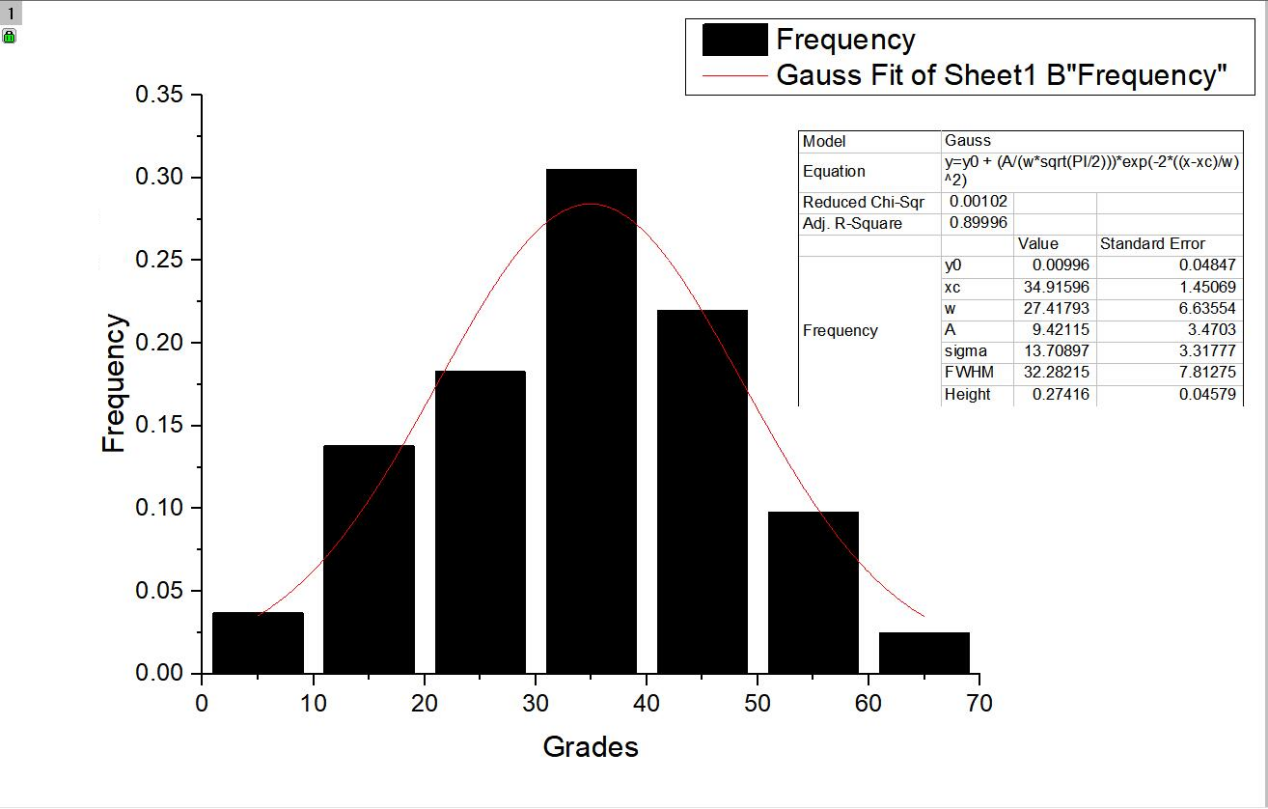 1
Frequency
Gauss Fit of Sheet1 B"Frequency"
Model Gauss
Equation y=y0 + (A/(w*sqrt(PI/2)))*exp(-2*((x-xc)/w)
^2)
Reduced Chi-Sqr 0.00102
Adj. R-Square 0.89996
Value Standard Error
Frequency
y0 0.00996 0.04847
xc 34.91596 1.45069
w 27.41793 6.63554
A 9.42115 3.4703
sigma 13.70897 3.31777
FWHM 32.28215 7.81275
Height 0.27416 0.04579
0.35
0.30
0.25
0.20
0.15
0.10
0.05
0.00
Frequency
0 10 20 30 40 50 60 70
Grades